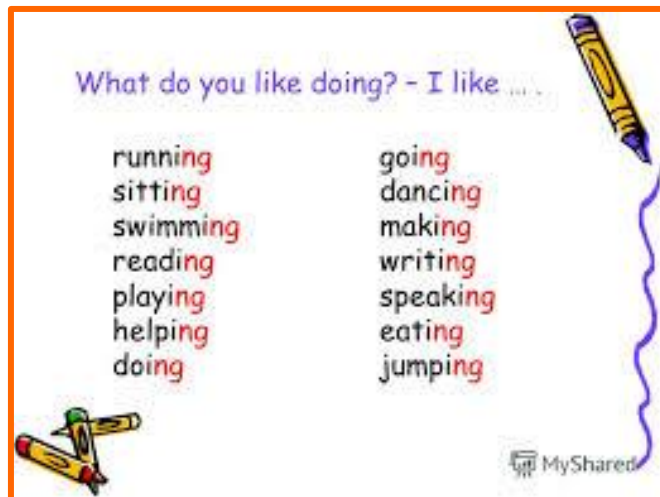 What do you like doing? – I like ... .
running
sitting
swimming
reading
playing
helping
doing
going
dancing
making
writing
speaking
eating
jumping
MyShared